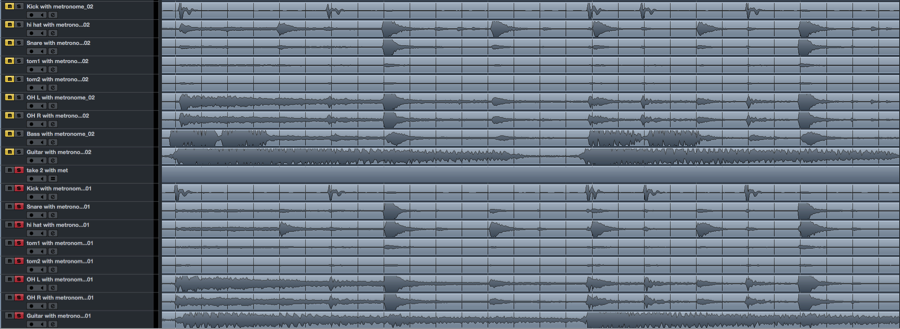 Kick with metronome_02
hi hat with metrono...02
Snare with metrono...02
tom1 with metrono...02
tom2 with metrono...02
OH L with metronome_02
OH R with metrono...02
Bass with metronome_02
Guitar with metrono...02
take 2 with met
Kick with metronom...01
Snare with metrono...01
hi hat with metrono...01
tom1 with metronom...01
tom2 with metronom...01
OH L with metronom...01
OH R with metronom...01
Guitar with metrono...01